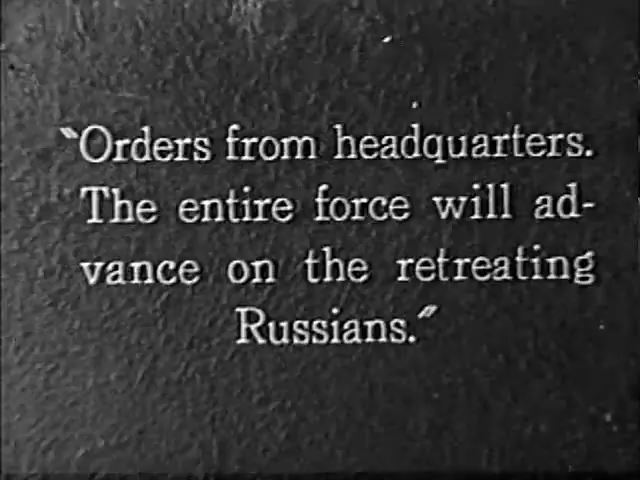 "Orders from headquarters.
The entire force will ad-
vance on the retreating
Russians."